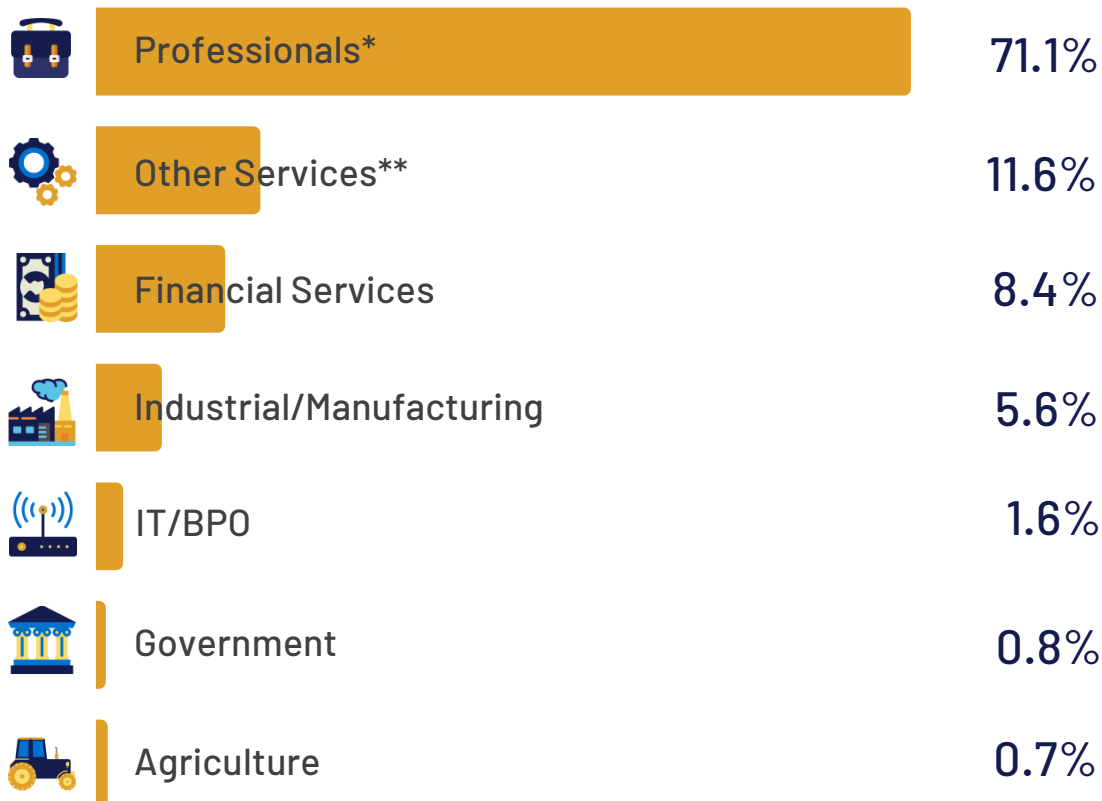 Professionals* 71.1%
Other Services** 11.6%
Financial Services 8.4%
Industrial/Manufacturing 5.6%
IT/BPO 1.6%
Government 0.8%
Agriculture 0.7%